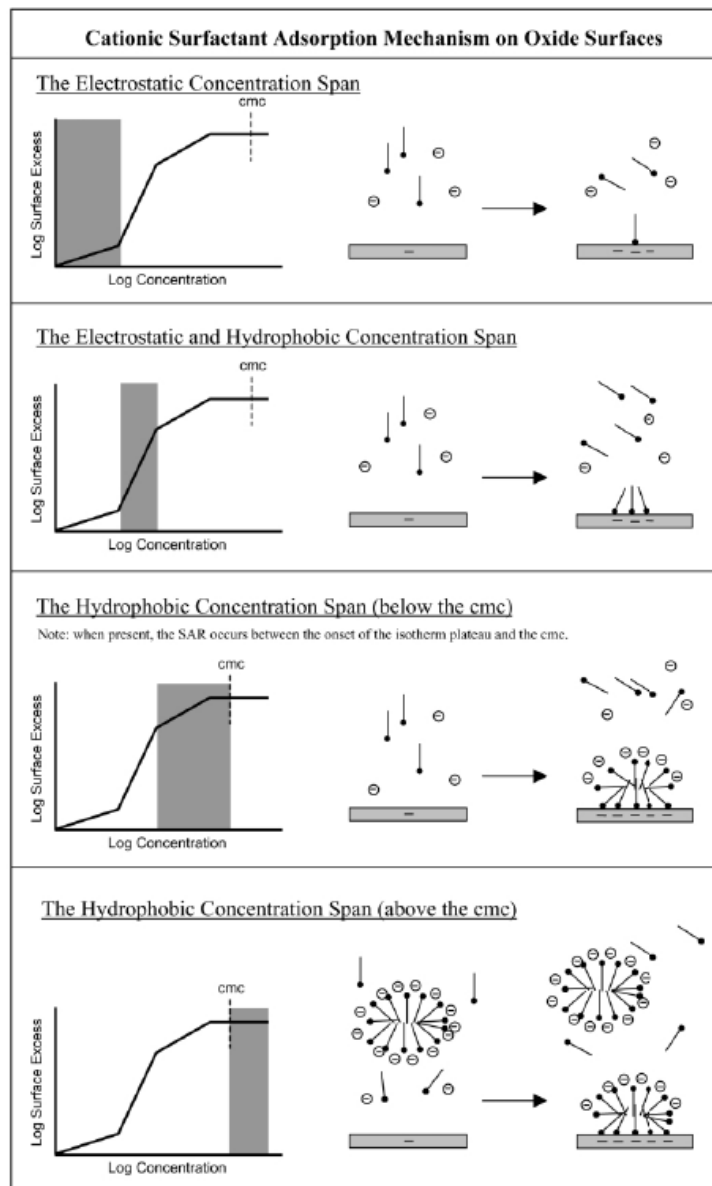 Cationic Surfactant Adsorption Mechanism on Oxide Surfaces
The Electrostatic Concentration Span
cmc
Log Surface Excess
Log Concentration
The Electrostatic and Hydrophobic Concentration Span
cmc
Log Surface Excess
Log Concentration
The Hydrophobic Concentration Span (below the cmc)
Note: when present, the SAR occurs between the onset of the isotherm plateau and the cmc.
cmc
Log Surface Excess
Log Concentration
The Hydrophobic Concentration Span (above the cmc)
cmc
Log Surface Excess
Log Concentration